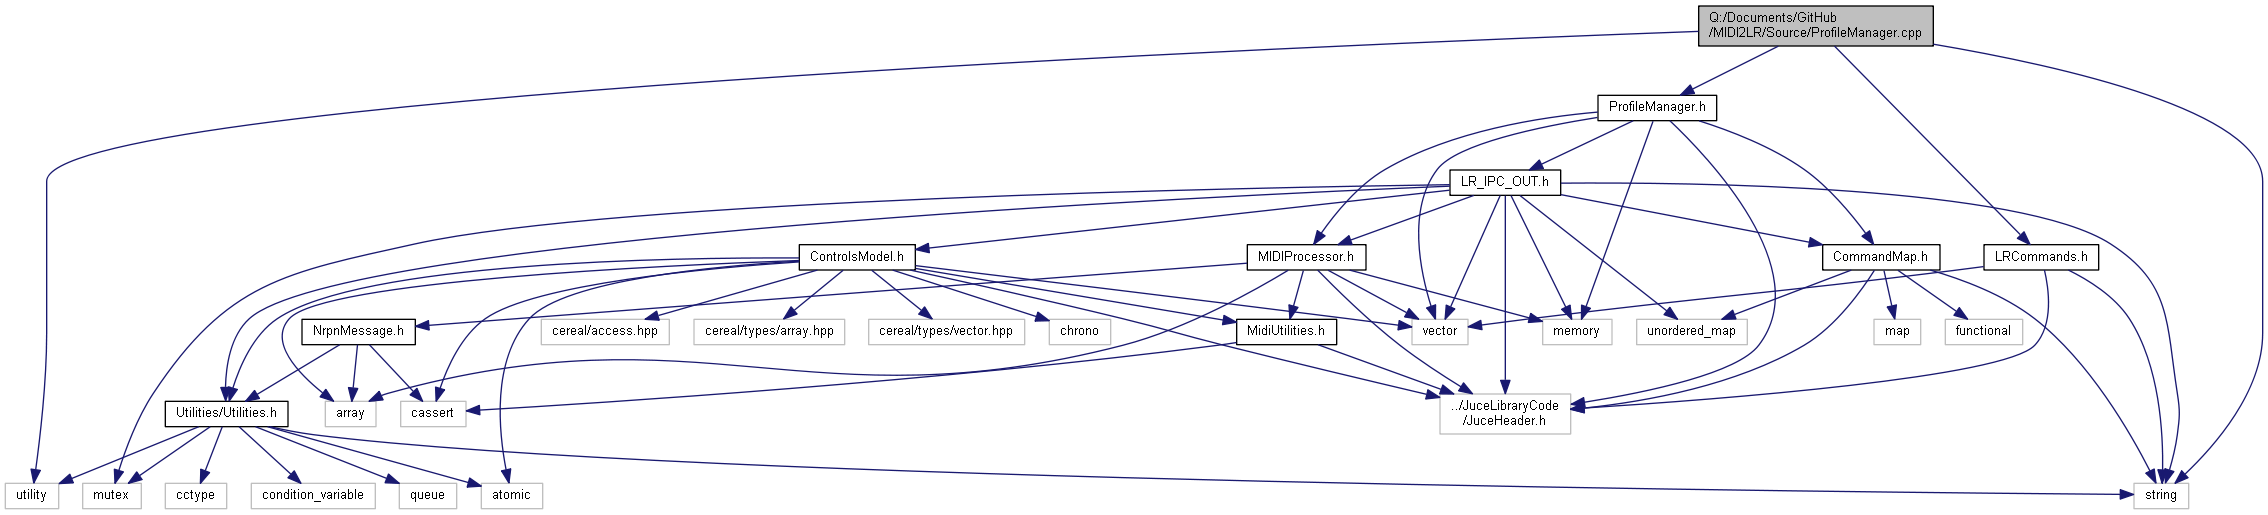 Q:/Documents/GitHub
/MIDI2LR/Source/ProfileManager.cpp
ProfileManager.h
LR_IPC_OUT.h
ControlsModel.h
MIDIProcessor.h
CommandMap.h
LRCommands.h
NrpnMessage.h
cereal/access.hpp
cereal/types/array.hpp
cereal/types/vector.hpp
chrono
MidiUtilities.h
vector
memory
unordered_map
map
functional
Utilities/Utilities.h
array
cassert
../JuceLibraryCode
/JuceHeader.h
utility
mutex
cctype
condition_variable
queue
atomic
string